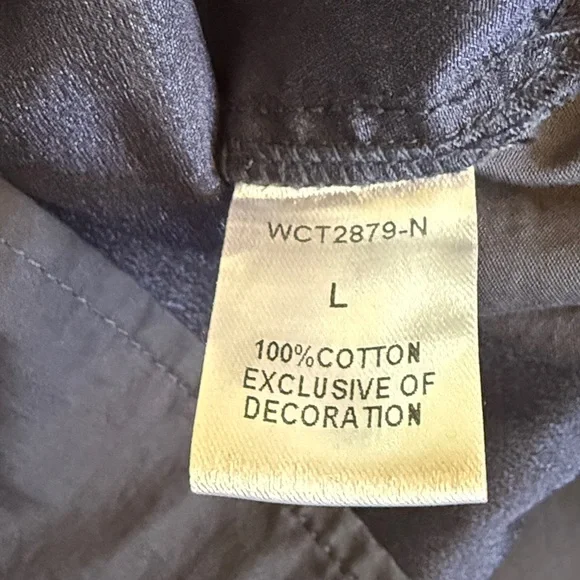 WCT2879-N
L
100%COTTON
EXCLUSIVE OF
DECORATION